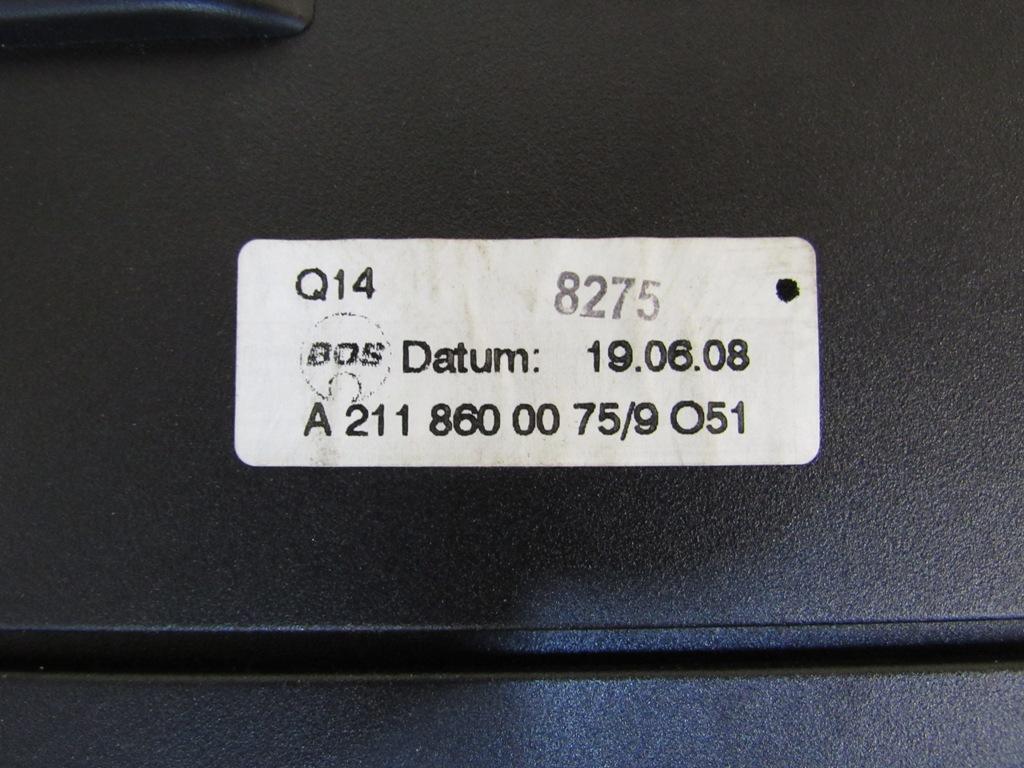 Q14 8275
BOS Datum: 19.06.08
A 211 860 00 75/9 O51